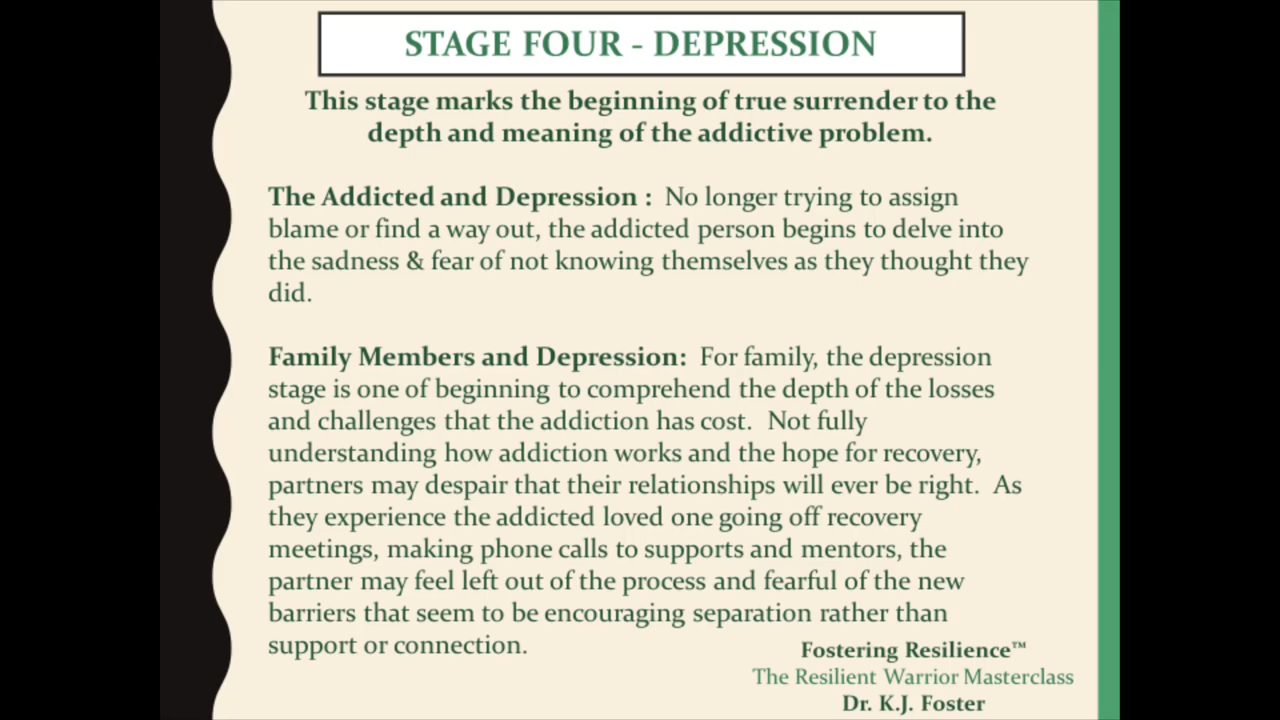 STAGE FOUR - DEPRESSION
This stage marks the beginning of true surrender to the
depth and meaning of the addictive problem.
The Addicted and Depression : No longer trying to assign
blame or find a way out, the addicted person begins to delve into
the sadness & fear of not knowing themselves as they thought they
did.
Family Members and Depression: For family, the depression
stage is one of beginning to comprehend the depth of the losses
and challenges that the addiction has cost. Not fully
understanding how addiction works and the hope for recovery,
partners may despair that their relationships will ever be right. As
they experience the addicted loved one going off recovery
meetings, making phone calls to supports and mentors, the
partner may feel left out of the process and fearful of the new
barriers that seem to be encouraging separation rather than
support or connection.
Fostering Resilience™
The Resilient Warrior Masterclass
Dr. K.J. Foster